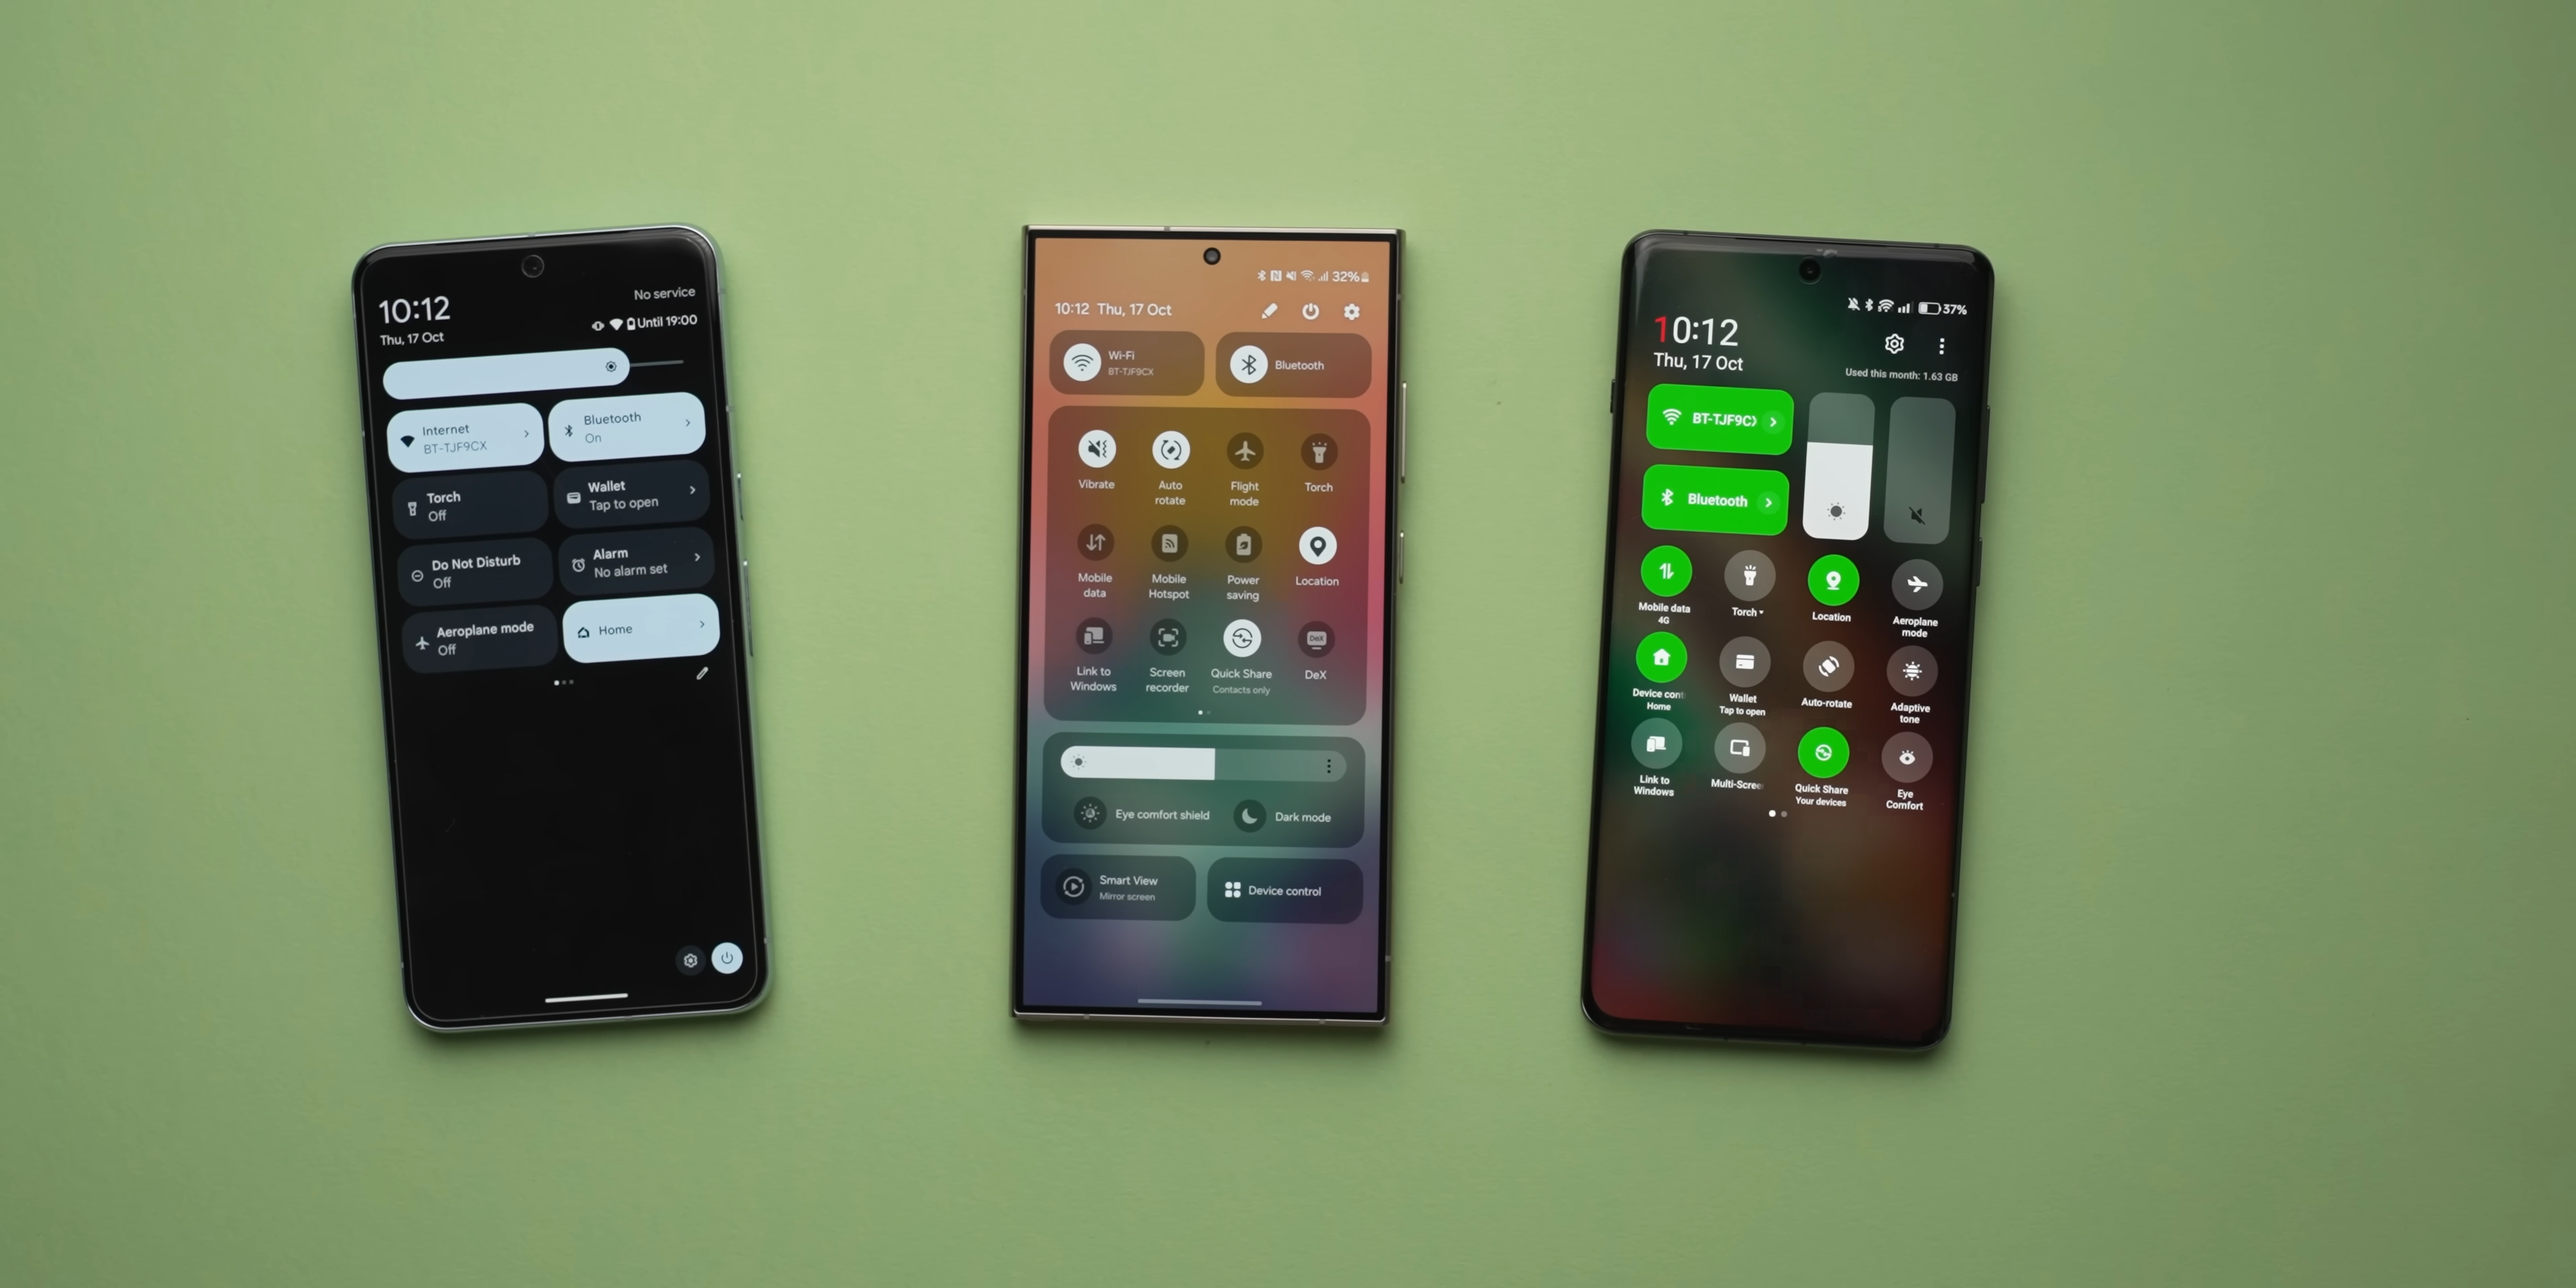 10:12
No service
Thu, 17 Oct
Until 19:00
Internet
BT-TJF9CX
Bluetooth
On
Torch
Off
Wallet
Tap to open
Do Not Disturb
Off
Alarm
No alarm set
Aeroplane mode
Off
Home
32%
10:12 Thu, 17 Oct
Wi-Fi
BT-TJF9CX
Bluetooth
Vibrate
Auto
rotate
Flight
mode
Torch
Mobile
data
Mobile
Hotspot
Power
saving
Location
Link to
Windows
Screen
recorder
Quick Share
Contacts only
DeX
DeX
Eye comfort shield
Dark mode
Smart View
Mirror screen
Device control
37%
10:12
Thu, 17 Oct
Used this month: 1.63 GB
BT-TJF9C
Bluetooth
Mobile data
4G
Torch
Location
Aeroplane
mode
Device con
Home
Wallet
Tap to open
Auto-rotate
Adaptive
tone
Link to
Windows
Multi-Scree
Quick Share
Your devices
Eye
Comfort